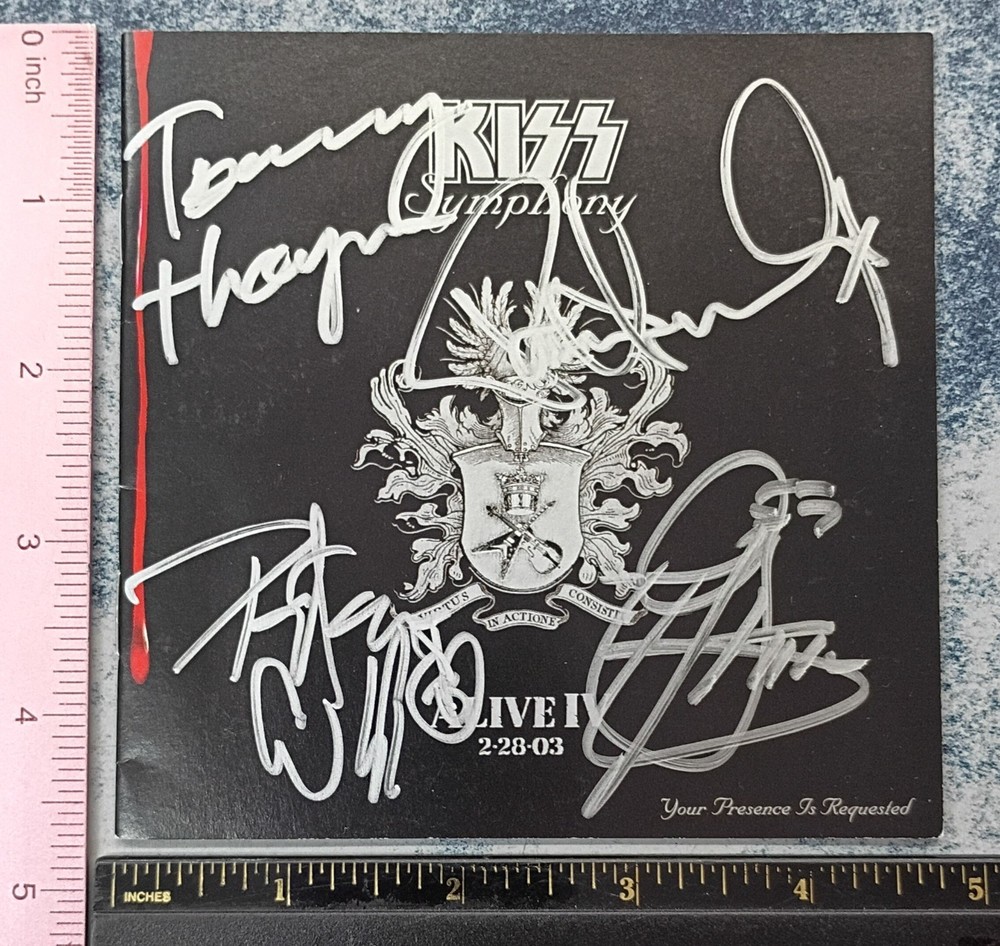 0 inch
1
2
3
4
5
Tommy
Thayer
KISS
Symphony
VIRTUS
IN ACTIONE
CONSISTI
ALIVE IV
2-28-03
Your Presence Is Requested
INCHES 1 2 3 4 5